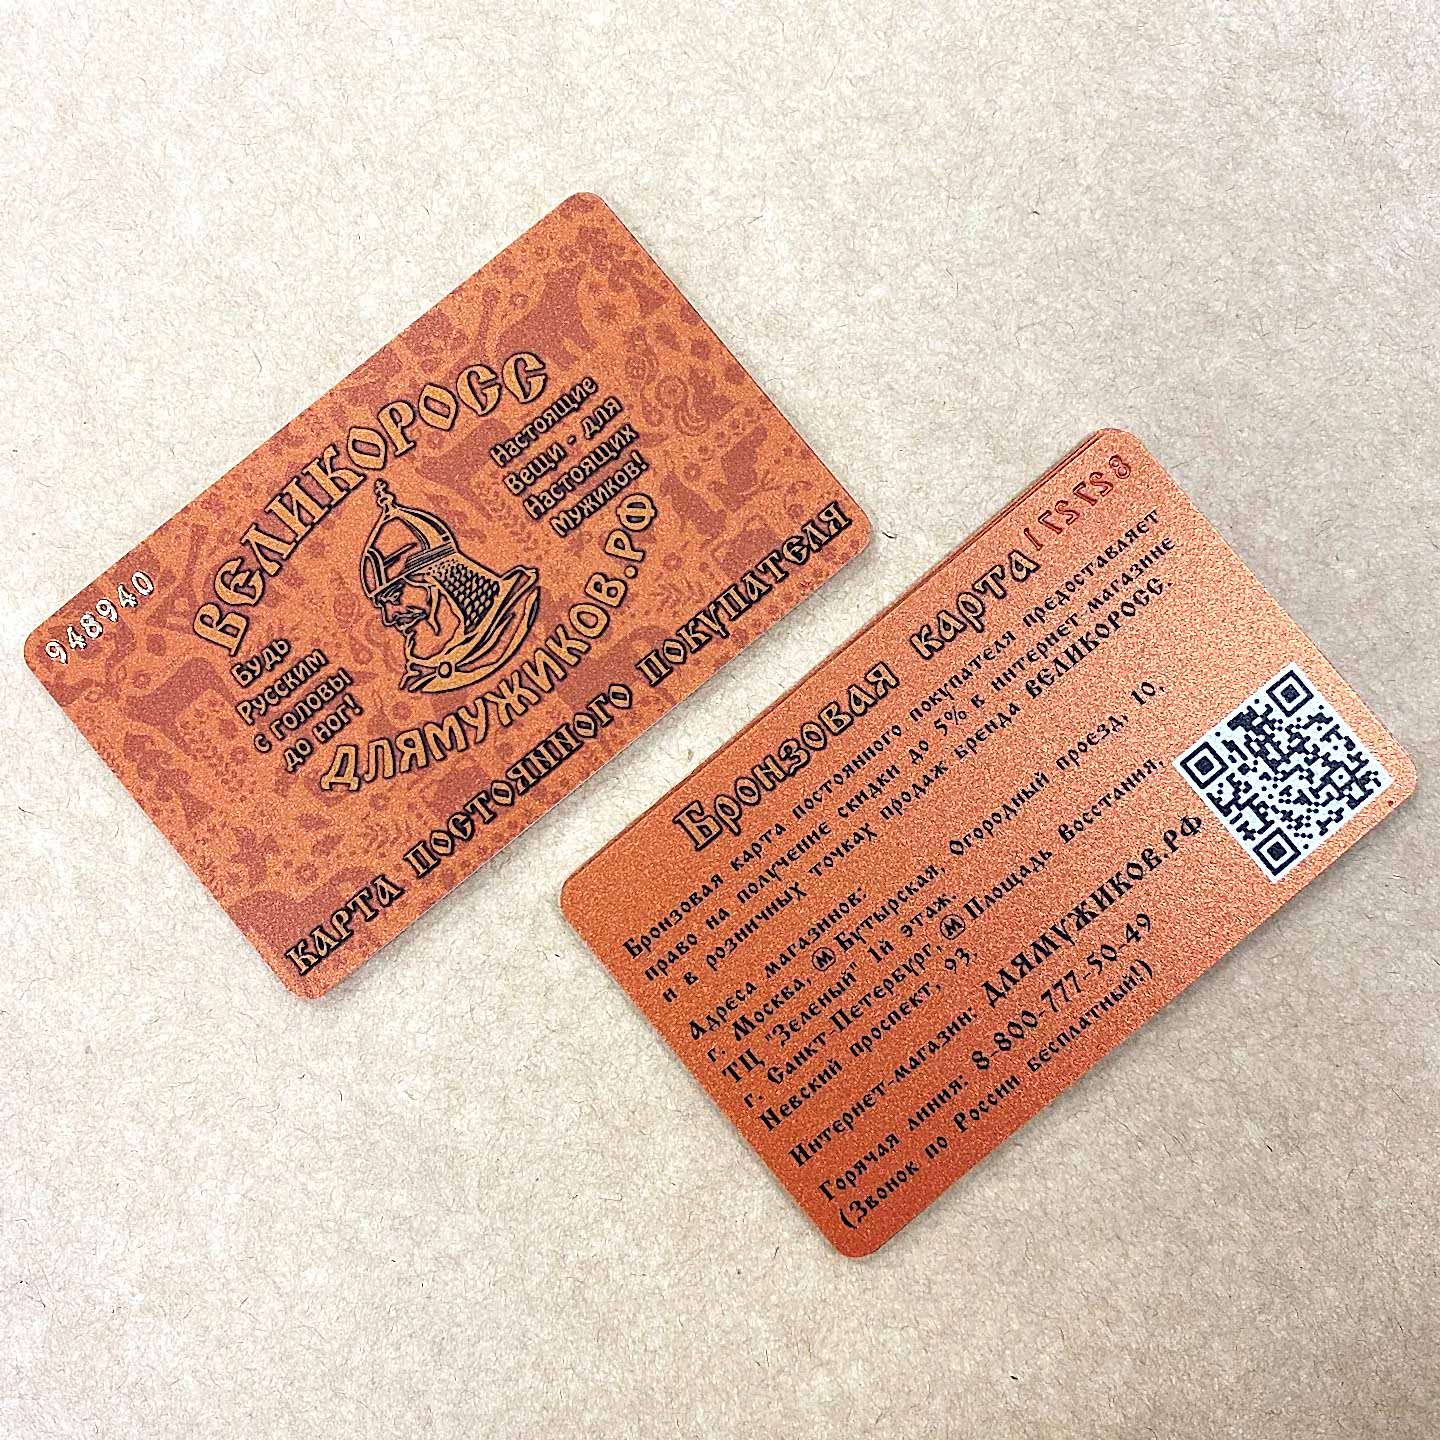 948940
ВЕЛИКОРОСС
Настоящие
Вещи - для
Настоящих
Мужиков!
Будь
Русским
с головы
до ног!
ДЛЯМУЖИКОВ.РФ
КАРТА ПОСТОЯННОГО ПОКУПАТЕЛЯ
Бронзовая карта
Бронзовая карта постоянного покупателя предоставляет
право на получение скидки до 5% в интернет-магазине
и в розничных точках продаж бренда ВЕЛИКОРОСС.
Адреса магазинов:
г. Москва, М Бутырская, Огородный проезд, 10,
ТЦ "Зеленый" 1й этаж
г. Санкт-Петербург, М Площадь Восстания,
Невский проспект, 93
Интернет-магазин: ДЛЯМУЖИКОВ.РФ
Горячая линия: 8-800-777-50-49
(Звонок по России бесплатный!)